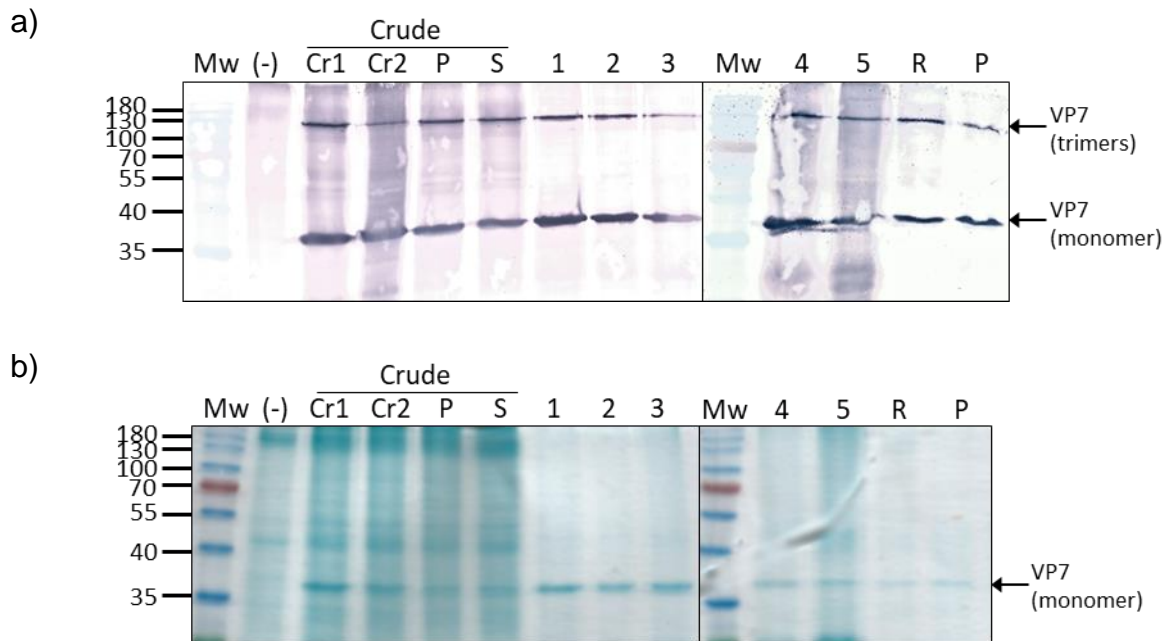 a)
Crude
Mw (-) Cr1 Cr2 P S 1 2 3 Mw 4 5 R P
180
130
100
70
55
40
35
VP7
(trimers)
VP7
(monomer)
b)
Crude
Mw (-) Cr1 Cr2 P S 1 2 3 Mw 4 5 R P
180
130
100
70
55
40
35
VP7
(monomer)